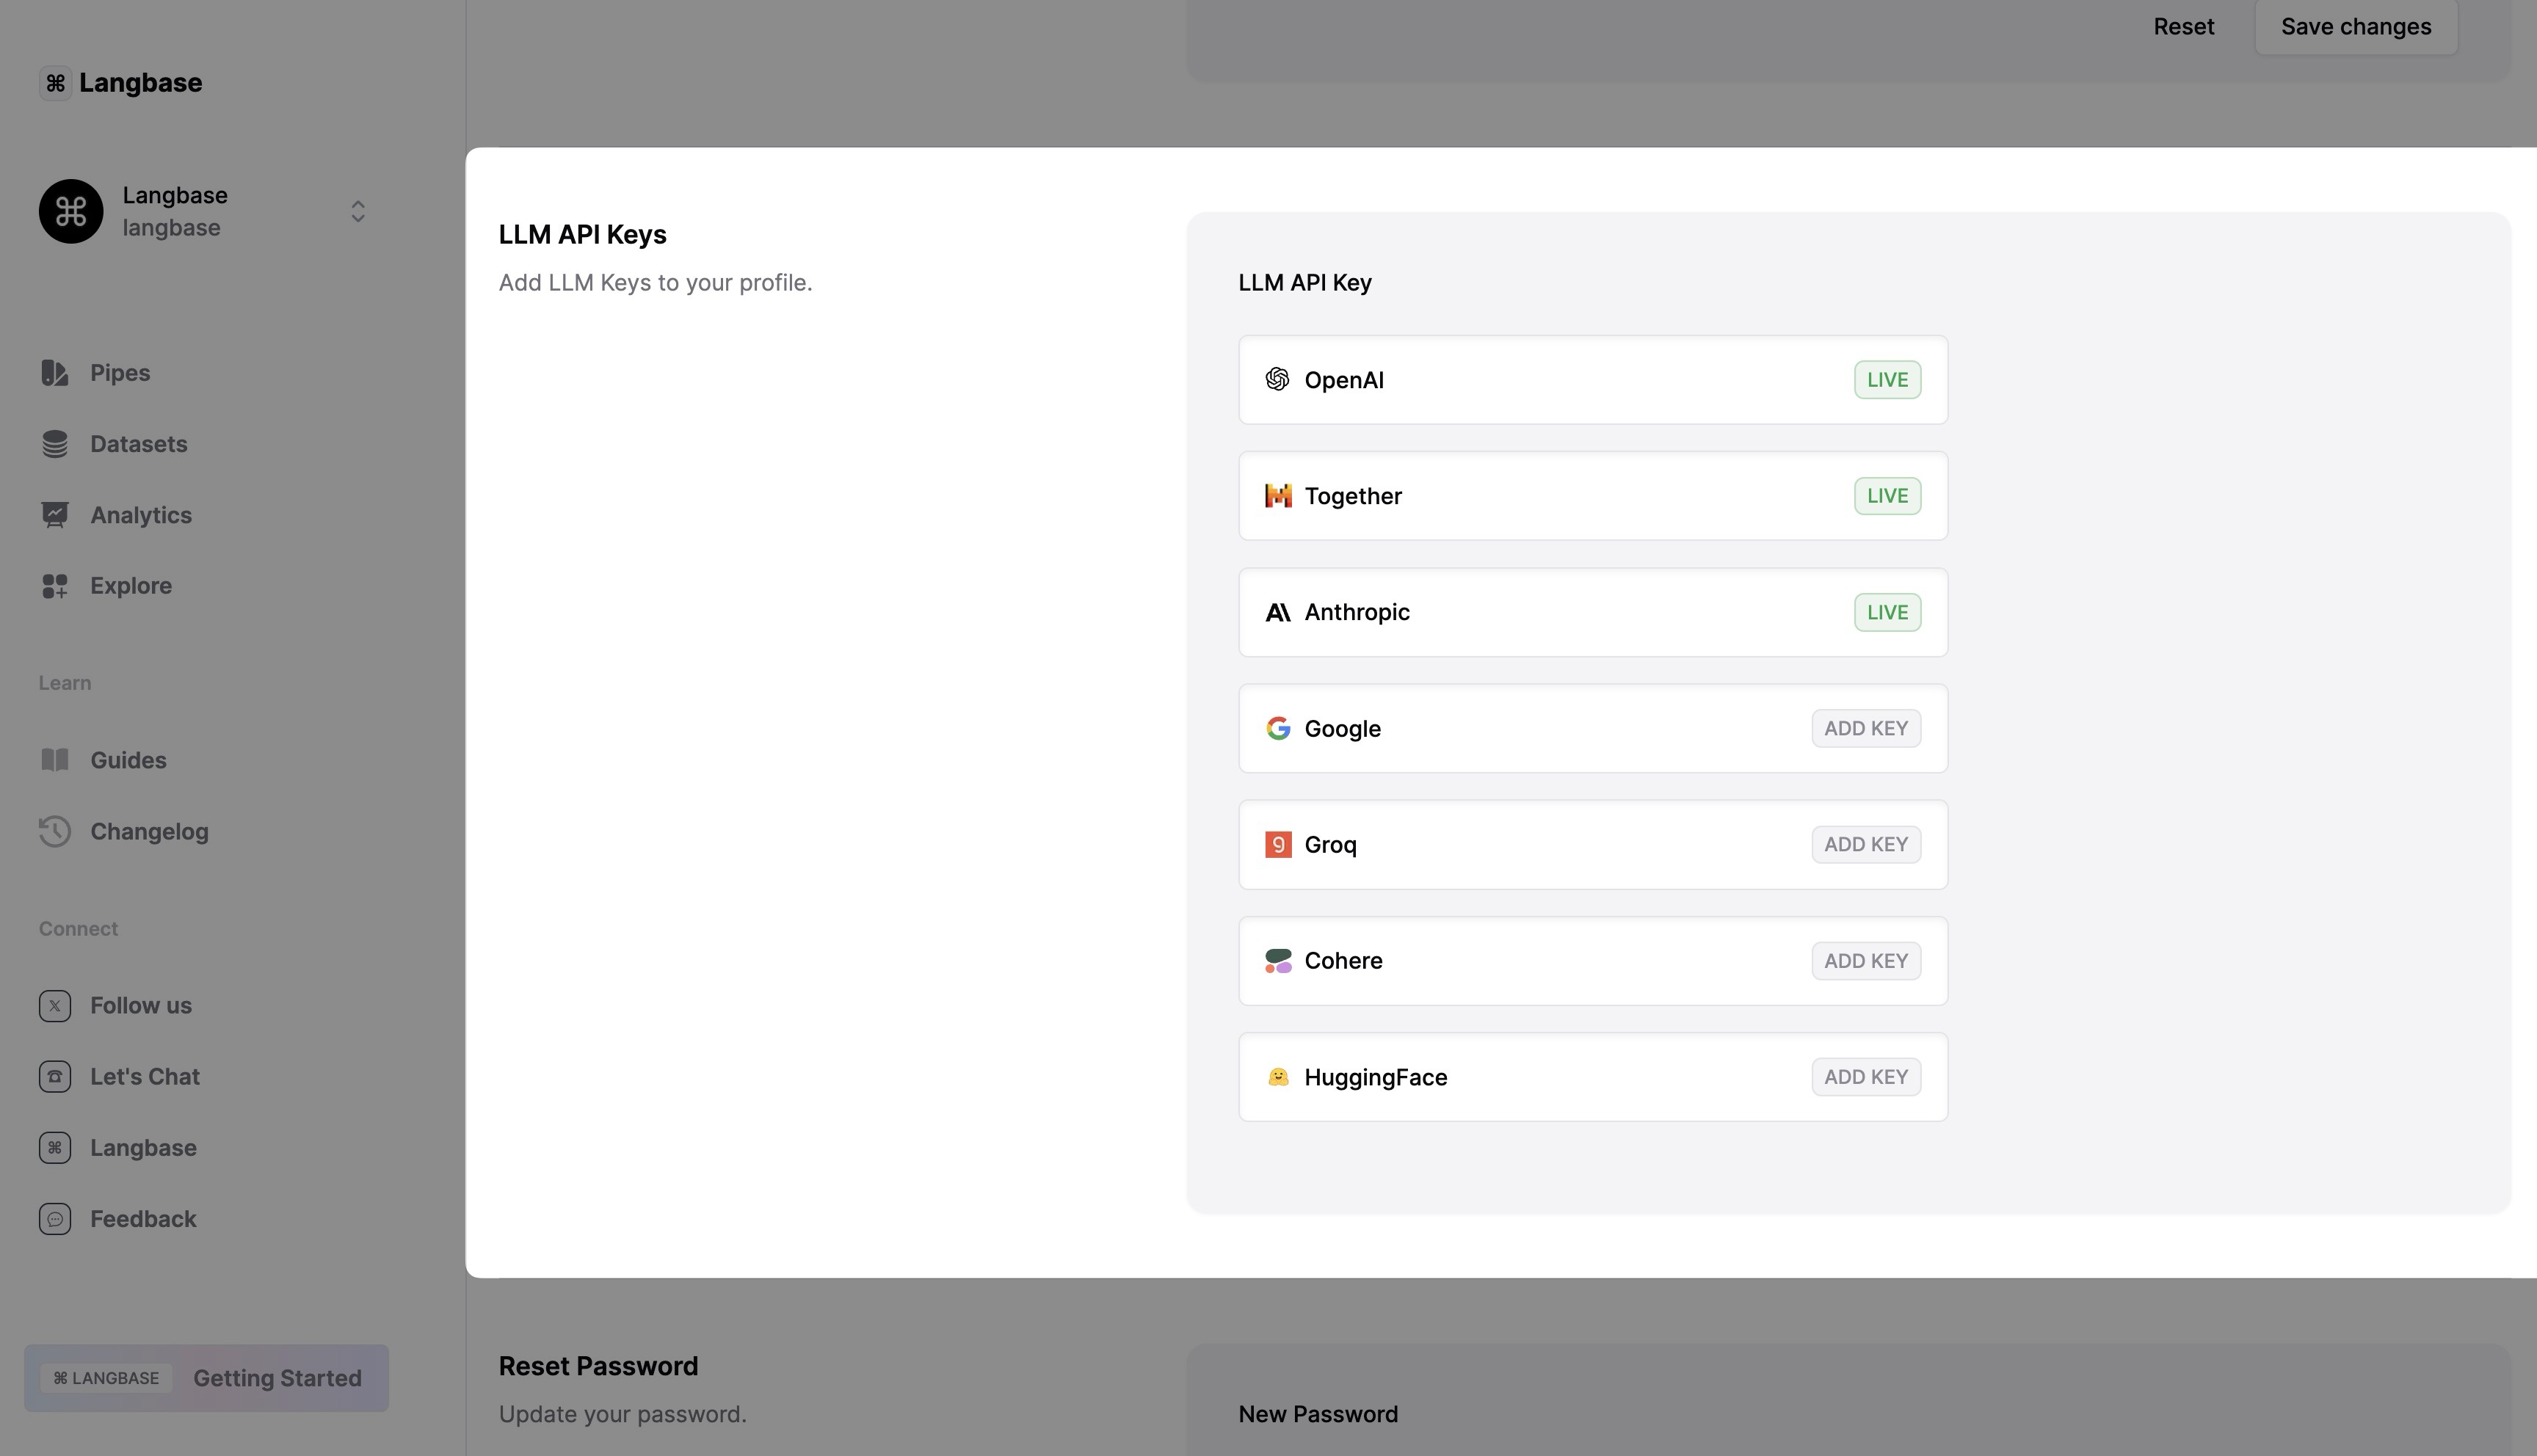 Langbase
Langbase
langbase
Pipes
Datasets
Analytics
Explore
Learn
Guides
Changelog
Connect
Follow us
Let's Chat
Langbase
Feedback
⌘ LANGBASE Getting Started
Reset Save changes
LLM API Keys
Add LLM Keys to your profile.
LLM API Key
OpenAI LIVE
Together LIVE
Anthropic LIVE
Google ADD KEY
Groq ADD KEY
Cohere ADD KEY
HuggingFace ADD KEY
Reset Password
Update your password.
New Password